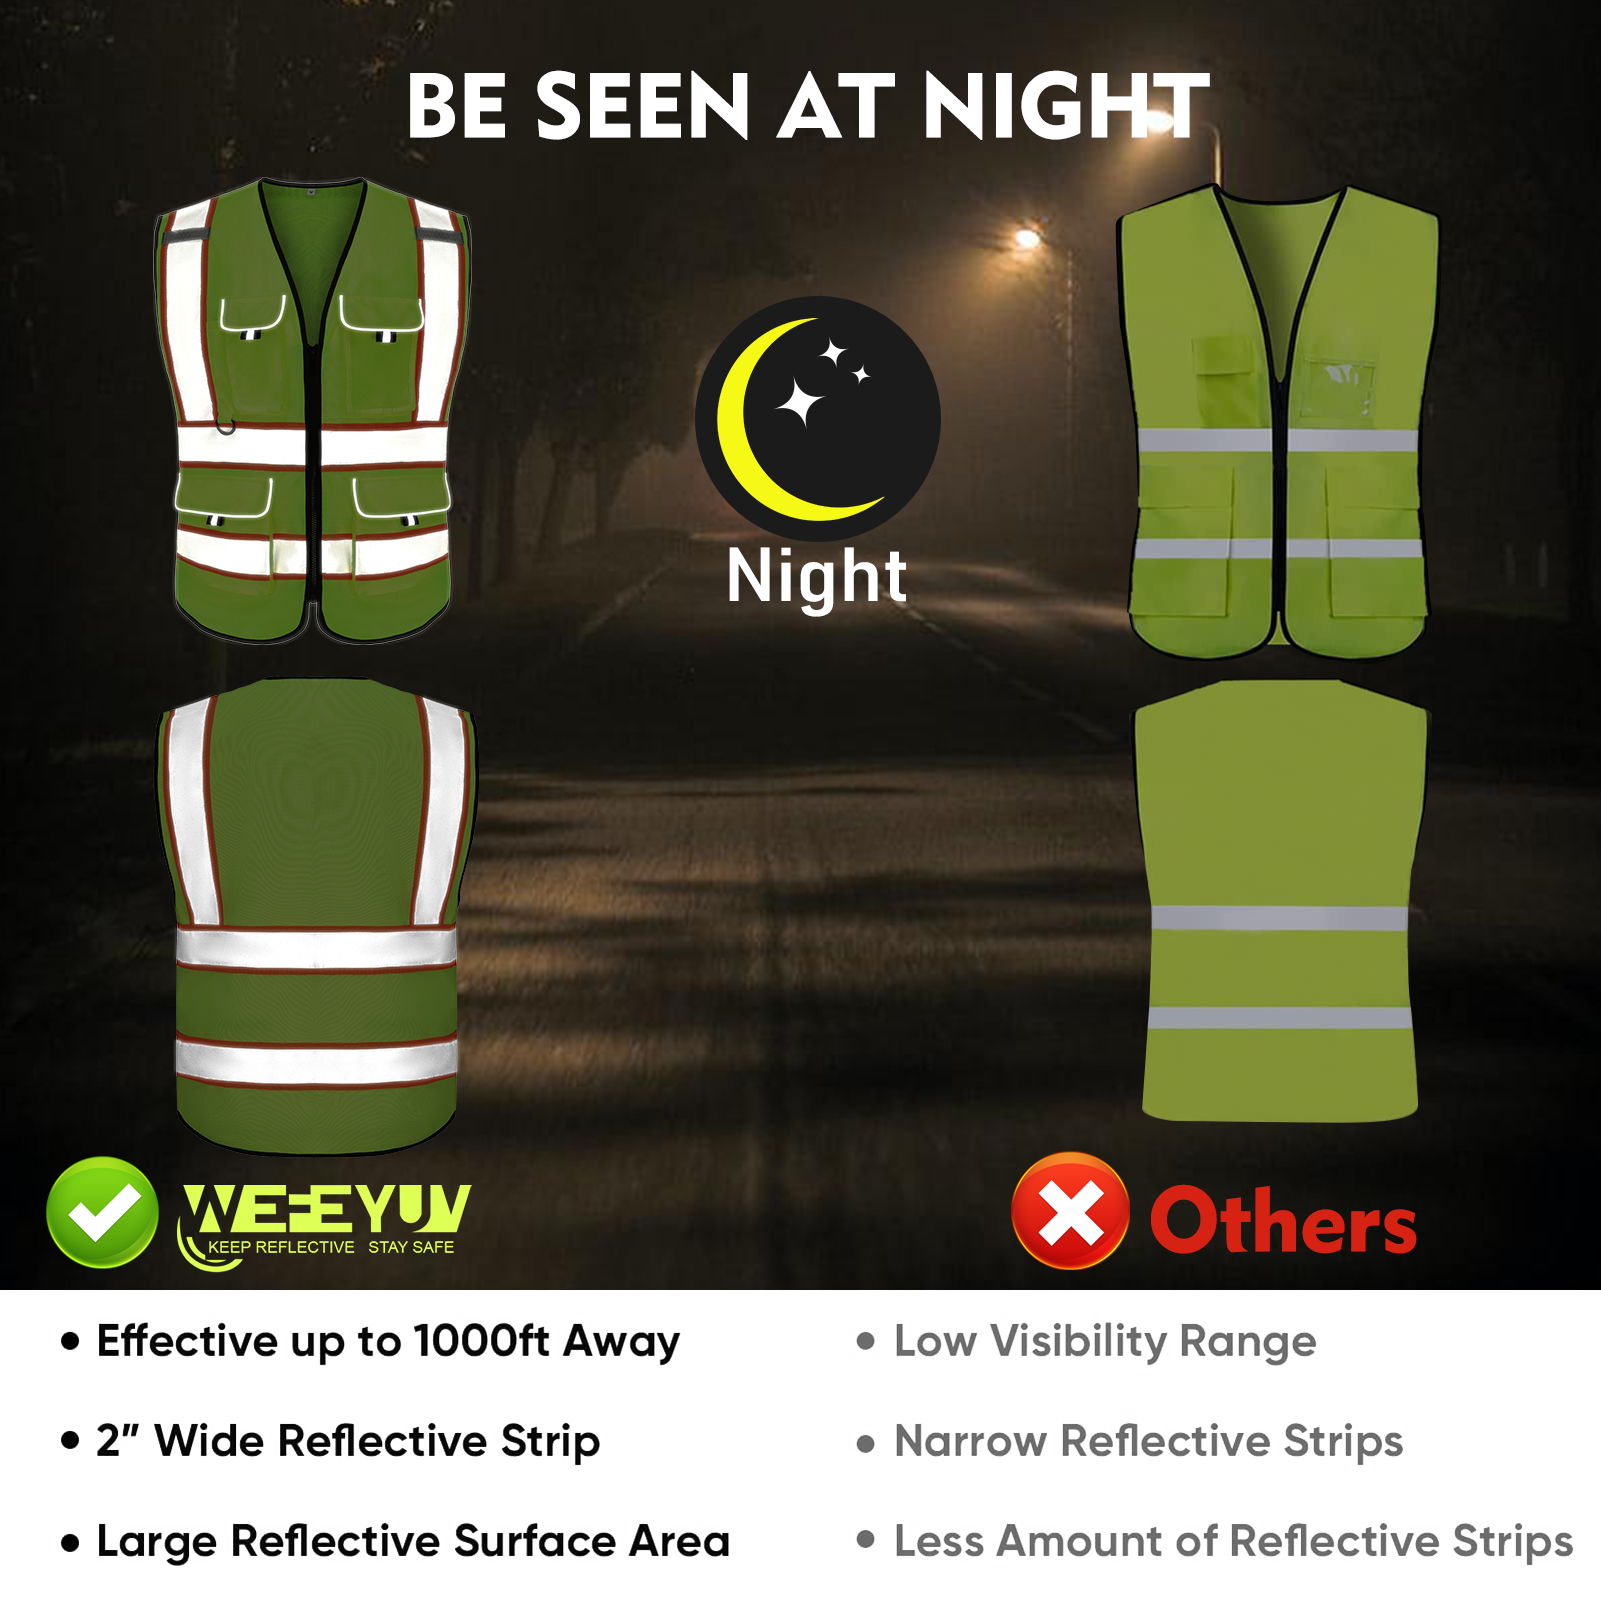 BE SEEN AT NIGHT
Night
WEFEYUV
KEEP REFLECTIVE STAY SAFE
Others
• Effective up to 1000ft Away
• Low Visibility Range
• 2” Wide Reflective Strip
• Narrow Reflective Strips
• Large Reflective Surface Area
• Less Amount of Reflective Strips